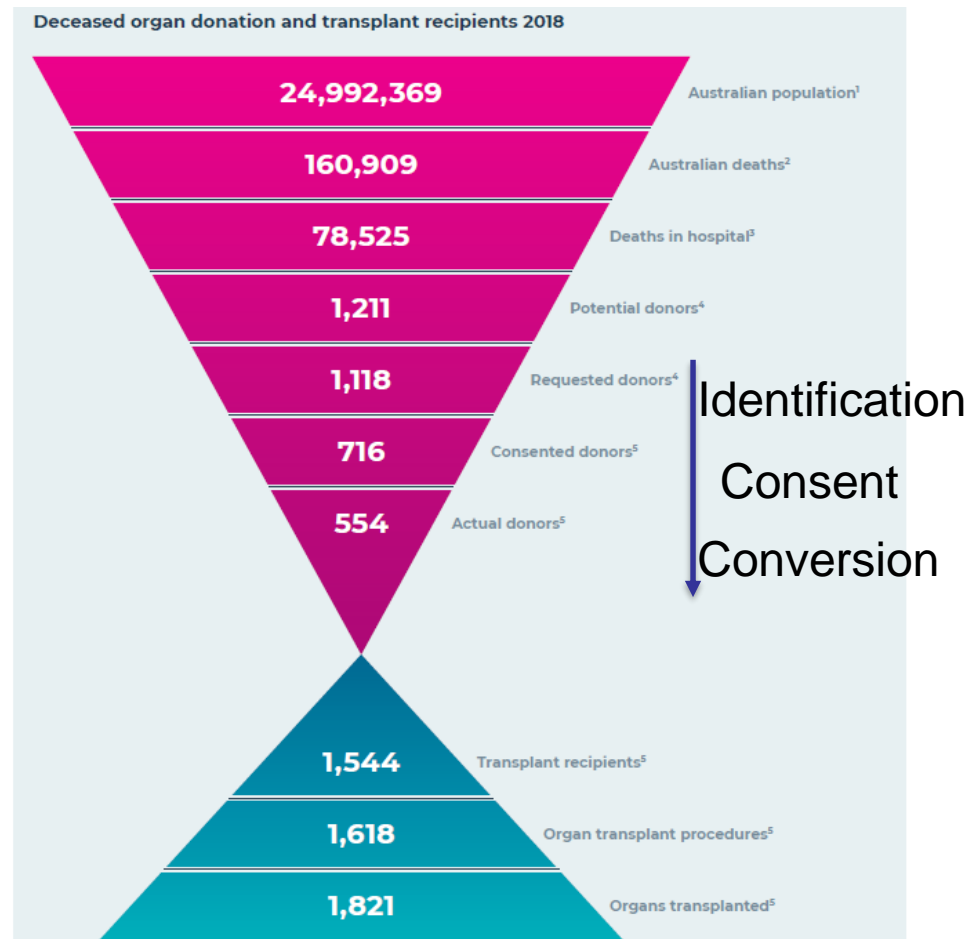 Deceased organ donation and transplant recipients 2018
24,992,369 Australian population¹
160,909 Australian deaths²
78,525 Deaths in hospital³
1,211 Potential donors⁴
1,118 Requested donors⁴
Identification
716 Consented donors⁵
Consent
554 Actual donors⁵
Conversion
1,544 Transplant recipients⁵
1,618 Organ transplant procedures⁵
1,821 Organs transplanted⁵